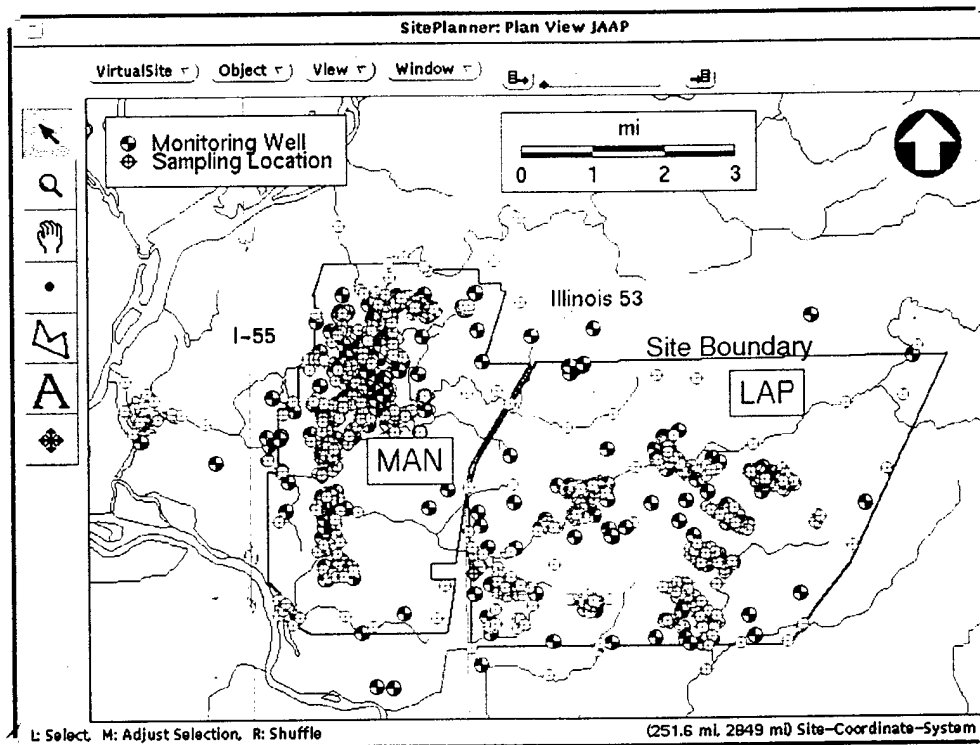 SitePlanner: Plan View JAAP
VirtualSite Object View Window
Monitoring Well
Sampling Location
mi
0 1 2 3
I-55
Illinois 53
Site Boundary
LAP
MAN
A
L: Select, M: Adjust Selection, R: Shuffle
(251.6 mi, 2849 mi) Site-Coordinate-System